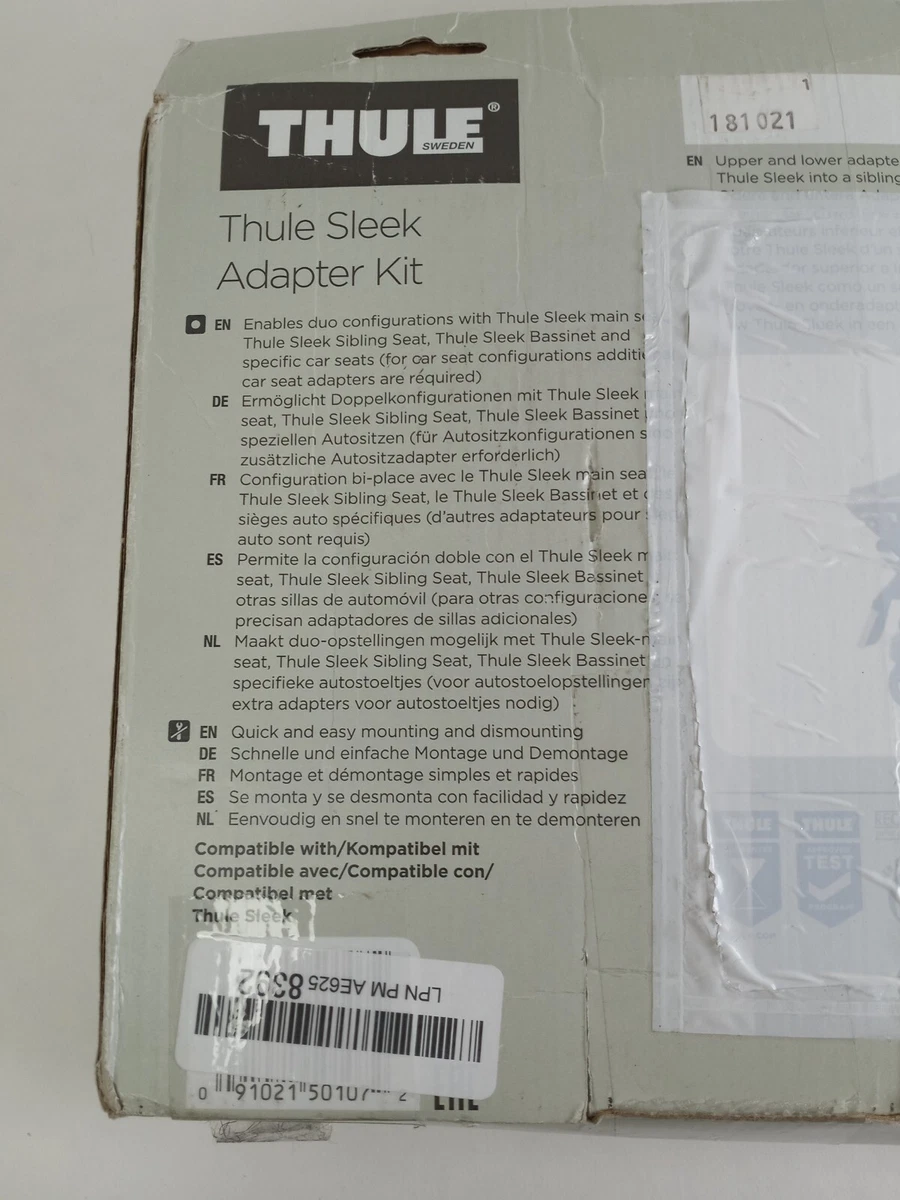 THULE®
SWEDEN
Thule Sleek
Adapter Kit
EN Enables duo configurations with Thule Sleek main
Thule Sleek Sibling Seat, Thule Sleek Bassinet and
specific car seats (for car seat configurations
car seat adapters are required)
DE Ermöglicht Doppelkonfigurationen mit Thule Sleek
seat, Thule Sleek Sibling Seat, Thule Sleek Bassinet
speziellen Autositzen (für Autositzkonfigurationen
zusätzliche Autositzadapter erforderlich)
FR Configuration bi-place avec le Thule Sleek main
Thule Sleek Sibling Seat, le Thule Sleek Bassinet et
sièges auto spécifiques (d'autres adaptateurs pour
auto sont requis)
ES Permite la configuración doble con el Thule Sleek
seat, Thule Sleek Sibling Seat, Thule Sleek Bassinet
otras sillas de automóvil (para otras
precisan adaptadores de sillas adicionales)
NL Maakt duo-opstellingen mogelijk met Thule
seat, Thule Sleek Sibling Seat, Thule Sleek Bassinet
specifieke autostoeltjes (voor
extra adapters voor autostoeltjes nodig)
EN Quick and easy mounting and dismounting
DE Schnelle und einfache Montage und Demontage
FR Montage et démontage simples et rapides
ES Se monta y se desmonta con facilidad y rapidez
NL Eenvoudig en snel te monteren en te demonteren
Compatible with/Kompatibel mit
Compatible avec/Compatible con/
Compatibel met
Thule Sleek
LPN PM AE625
0
2
1
181021
EN Upper and lower
Thule Sleek into a
THULE
THULE
TEST